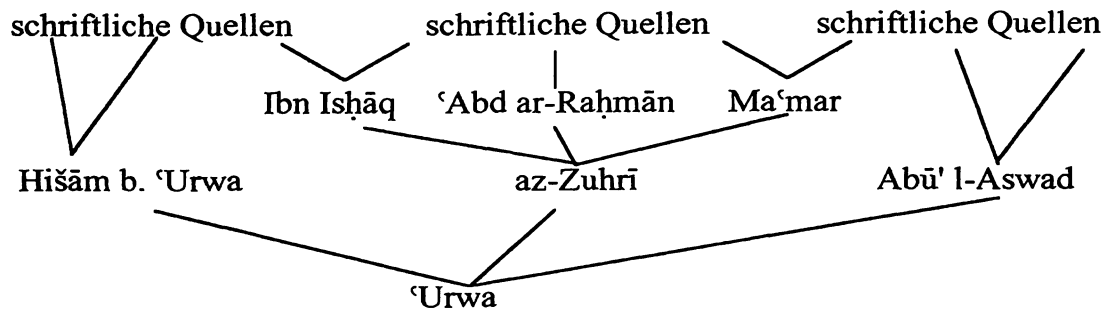 schriftliche Quellen schriftliche Quellen schriftliche Quellen
Ibn Isḥāq ʿAbd ar-Raḥmān Maʿmar
Hišām b. ʿUrwa az-Zuhrī Abū' l-Aswad
ʿUrwa